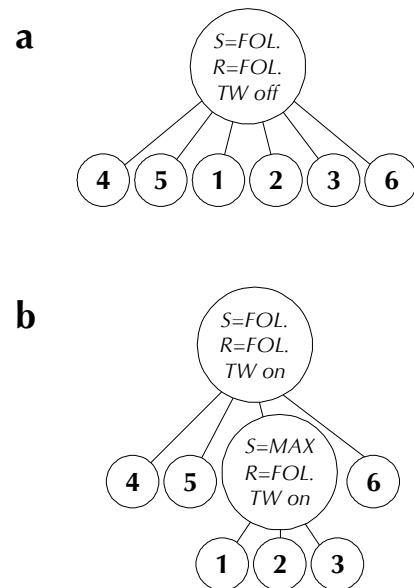 a
S=FOL.
R=FOL.
TW off
4 5 1 2 3 6
b
S=FOL.
R=FOL.
TW on
4 5
S=MAX
R=FOL.
TW on
6
1 2 3